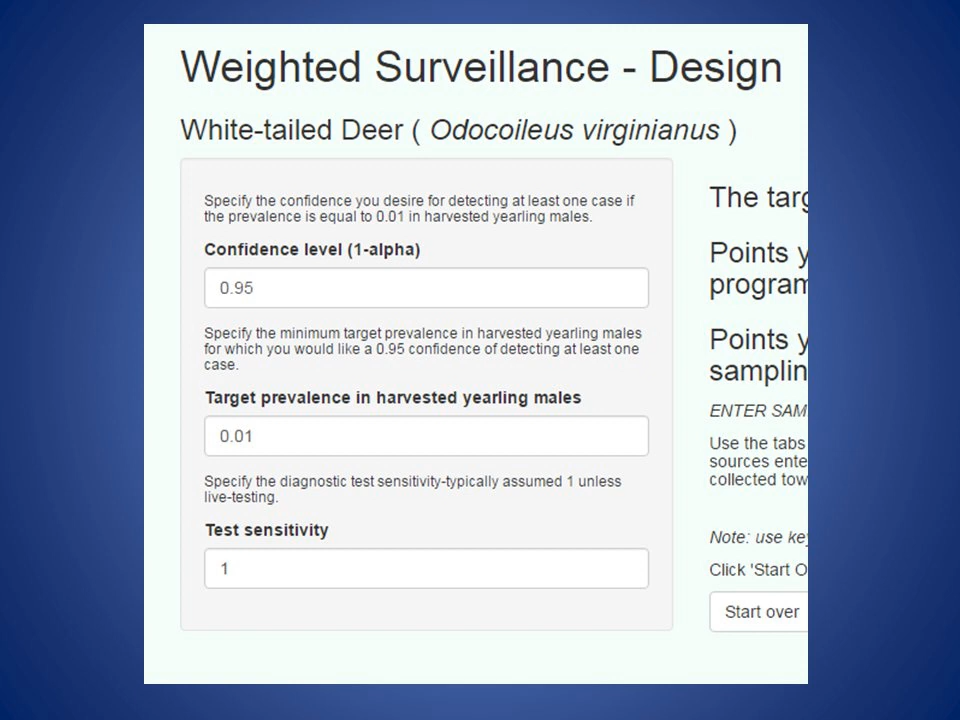 Weighted Surveillance - Design
White-tailed Deer ( Odocoileus virginianus )
Specify the confidence you desire for detecting at least one case if
the prevalence is equal to 0.01 in harvested yearling males.
Confidence level (1-alpha)
0.95
Specify the minimum target prevalence in harvested yearling males
for which you would like a 0.95 confidence of detecting at least one
case.
Target prevalence in harvested yearling males
0.01
Specify the diagnostic test sensitivity-typically assumed 1 unless
live-testing.
Test sensitivity
1
The targ
Points y
program
Points y
samplin
ENTER SAM
Use the tabs
sources ente
collected tow
Note: use key
Click 'Start O
Start over